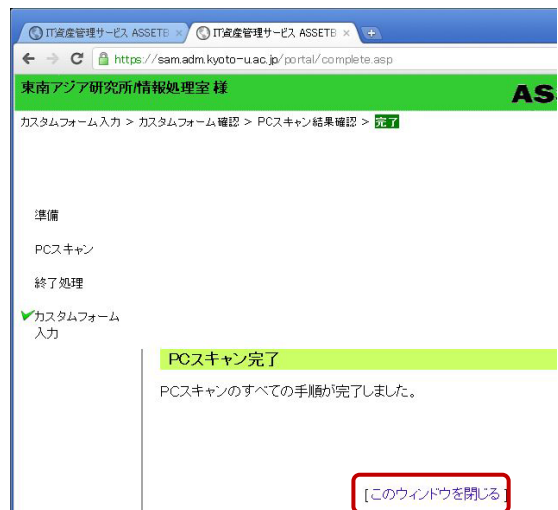 IT資産管理サービス ASSETB
IT資産管理サービス ASSETB
https://sam.adm.kyoto-u.ac.jp/portal/complete.asp
東南アジア研究所/情報処理室 様
AS
カスタムフォーム入力 > カスタムフォーム確認 > PCスキャン結果確認 > 完了
準備
PCスキャン
終了処理
カスタムフォーム
入力
PCスキャン完了
PCスキャンのすべての手順が完了しました。
[このウィンドウを閉じる]